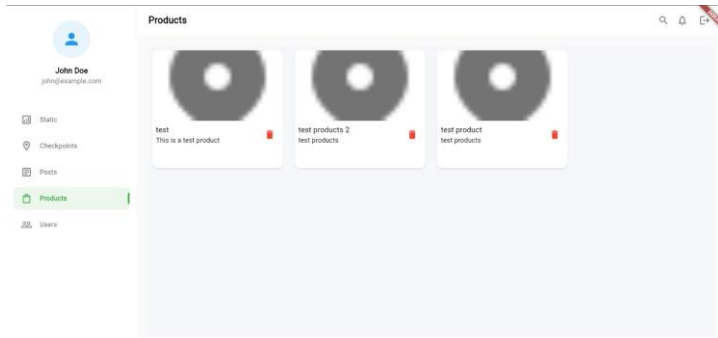 Products
John Doe
john@example.com
Static
Checkpoints
Posts
Products
Users
test
This is a test product
test products 2
test products
test product
test products